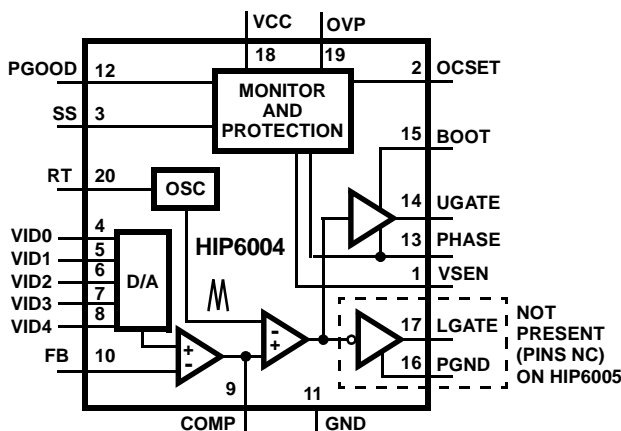 VCC OVP
18 19
PGOOD 12
2 OCSET
MONITOR
AND
PROTECTION
SS 3
15 BOOT
RT 20
OSC
14 UGATE
13 PHASE
VID0 4
VID1 5
VID2 6
VID3 7
VID4 8
D/A
HIP6004
1 VSEN
FB 10
+
-
-
+
17 LGATE
16 PGND
NOT
PRESENT
(PINS NC)
ON HIP6005
9
11
COMP
GND